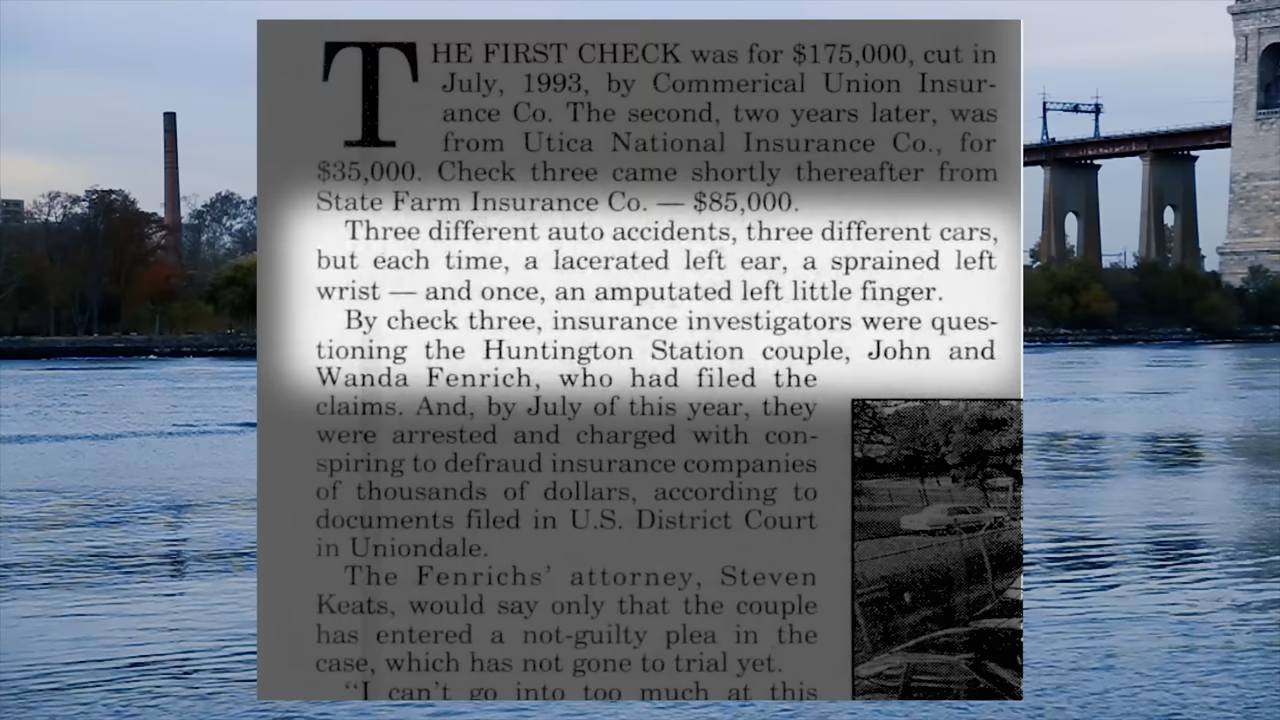 THE FIRST CHECK was for $175,000, cut in
July, 1993, by Commerical Union Insur-
ance Co. The second, two years later, was
from Utica National Insurance Co., for
$35,000. Check three came shortly thereafter from
State Farm Insurance Co. — $85,000.
Three different auto accidents, three different cars,
but each time, a lacerated left ear, a sprained left
wrist — and once, an amputated left little finger.
By check three, insurance investigators were ques-
tioning the Huntington Station couple, John and
Wanda Fenrich, who had filed the
claims. And, by July of this year, they
were arrested and charged with con-
spiring to defraud insurance companies
of thousands of dollars, according to
documents filed in U.S. District Court
in Uniondale.
The Fenrichs’ attorney, Steven
Keats, would say only that the couple
has entered a not-guilty plea in the
case, which has not gone to trial yet.
“I can’t go into too much at this